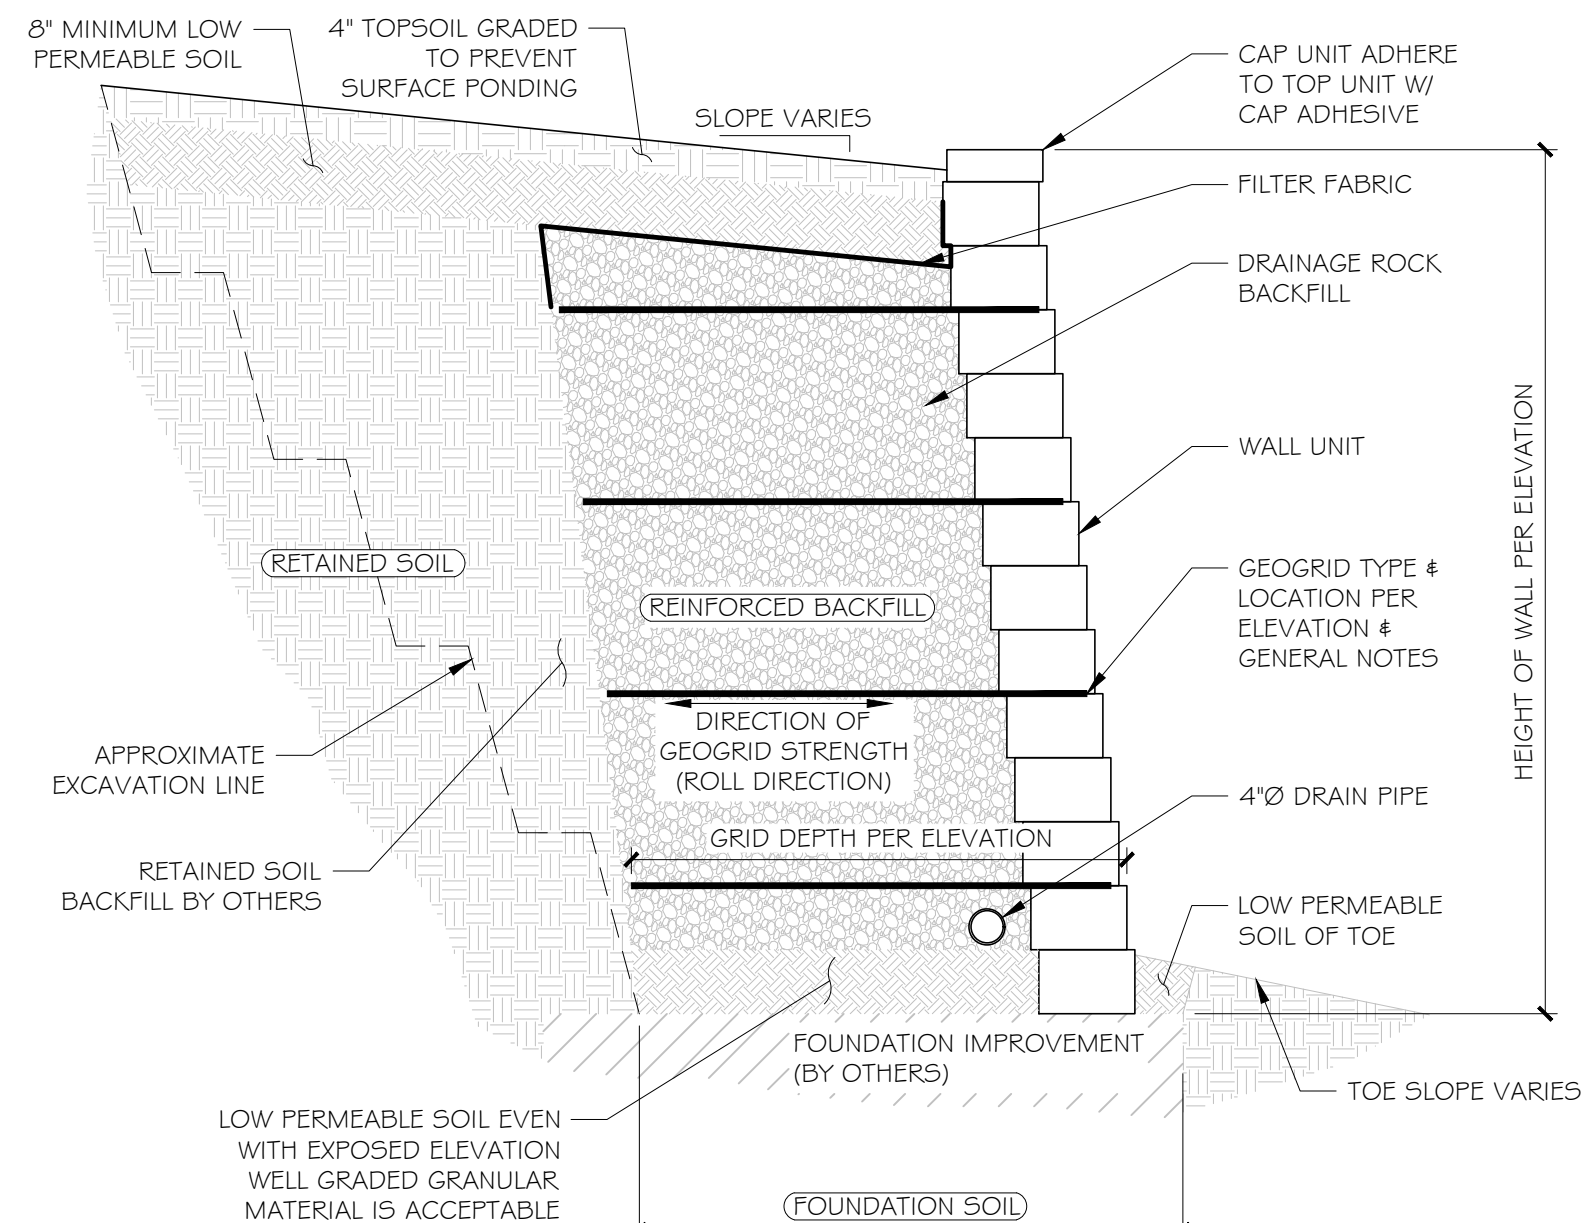 8" MINIMUM LOW
PERMEABLE SOIL
4" TOPSOIL GRADED
TO PREVENT
SURFACE PONDING
SLOPE VARIES
CAP UNIT ADHERE
TO TOP UNIT W/
CAP ADHESIVE
FILTER FABRIC
DRAINAGE ROCK
BACKFILL
WALL UNIT
HEIGHT OF WALL PER ELEVATION
RETAINED SOIL
REINFORCED BACKFILL
GEOGRID TYPE &
LOCATION PER
ELEVATION &
GENERAL NOTES
DIRECTION OF
GEOGRID STRENGTH
(ROLL DIRECTION)
APPROXIMATE
EXCAVATION LINE
4"Ø DRAIN PIPE
GRID DEPTH PER ELEVATION
RETAINED SOIL
BACKFILL BY OTHERS
LOW PERMEABLE
SOIL OF TOE
FOUNDATION IMPROVEMENT
(BY OTHERS)
TOE SLOPE VARIES
LOW PERMEABLE SOIL EVEN
WITH EXPOSED ELEVATION
WELL GRADED GRANULAR
MATERIAL IS ACCEPTABLE
FOUNDATION SOIL